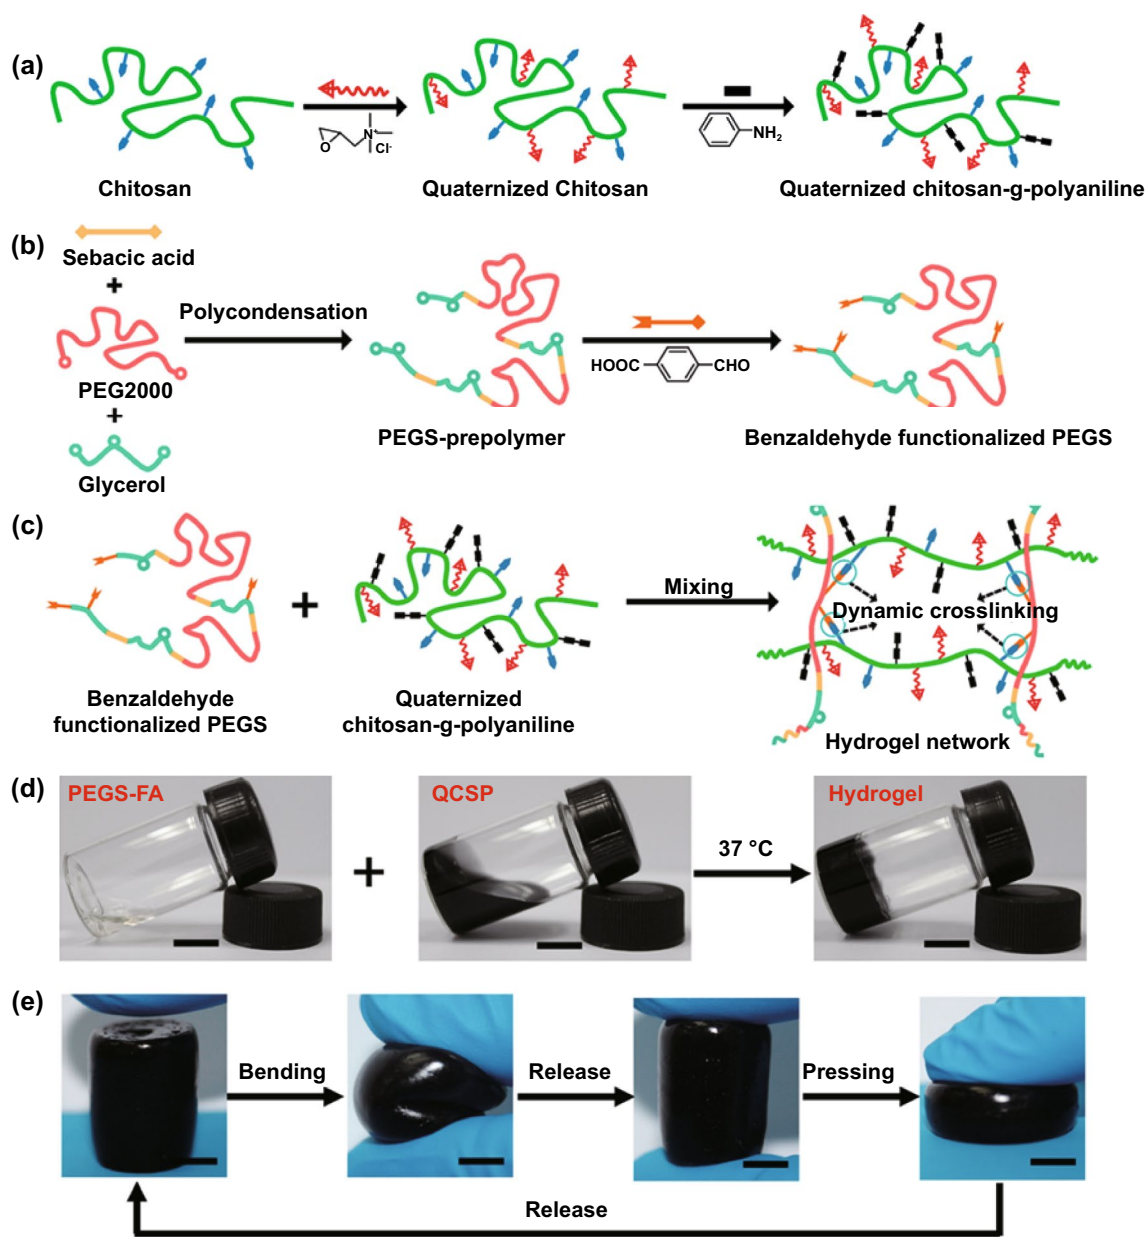 (a)
O
N+
Cl-
NH2
Chitosan
Quaternized Chitosan
Quaternized chitosan-g-polyaniline
(b)
Sebacic acid
+
PEG2000
+
Glycerol
Polycondensation
PEGS-prepolymer
HOOC
CHO
Benzaldehyde functionalized PEGS
(c)
Benzaldehyde
functionalized PEGS
+
Quaternized
chitosan-g-polyaniline
Mixing
Dynamic crosslinking
Hydrogel network
(d)
PEGS-FA
+
QCSP
37 °C
Hydrogel
(e)
Bending
Release
Pressing
Release